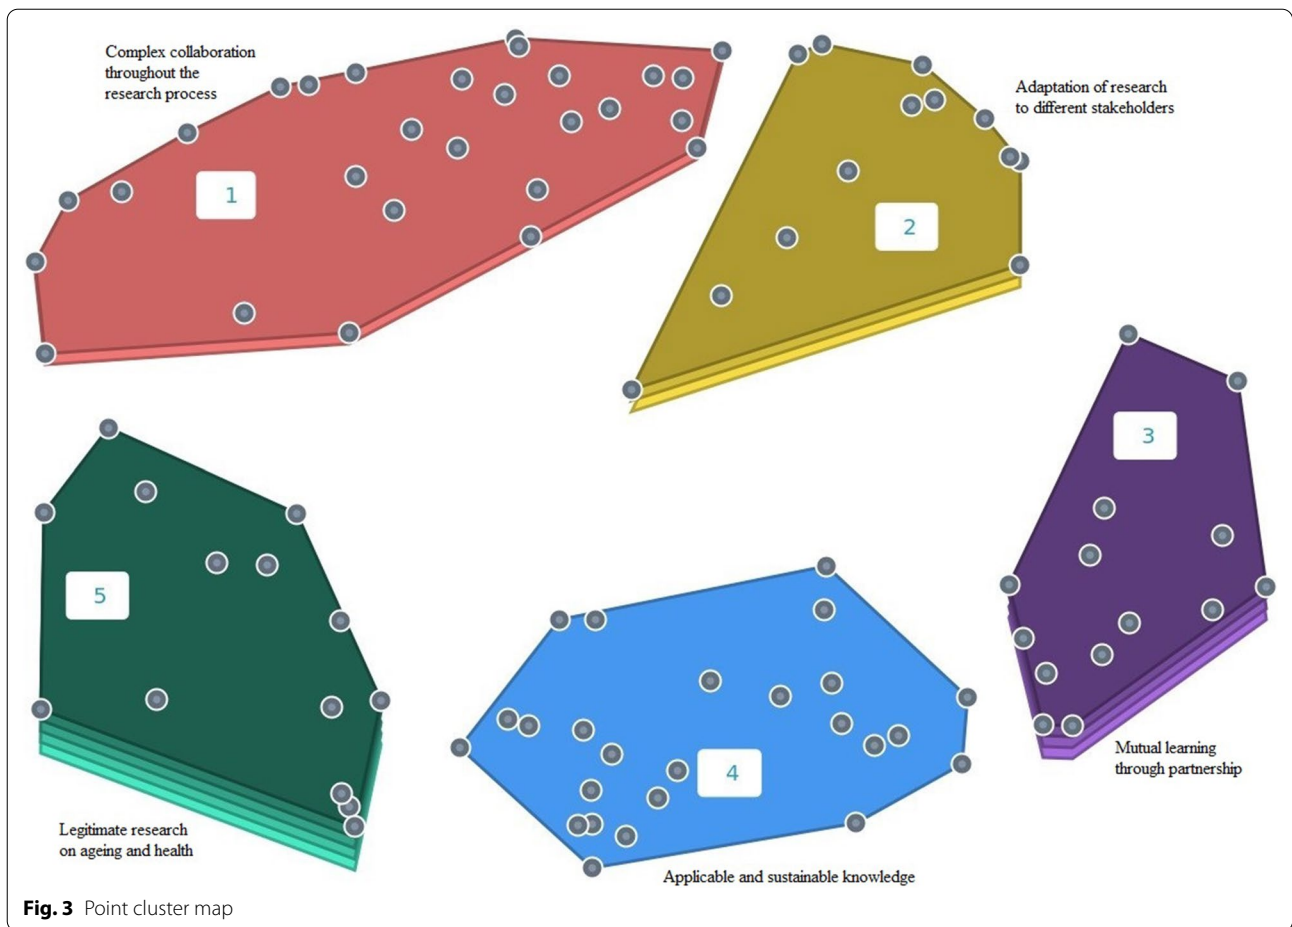 Complex collaboration
throughout the
research process
Adaptation of research
to different stakeholders
1
2
3
5
4
Mutual learning
through partnership
Legitimate research
on ageing and health
Applicable and sustainable knowledge
Fig. 3 Point cluster map